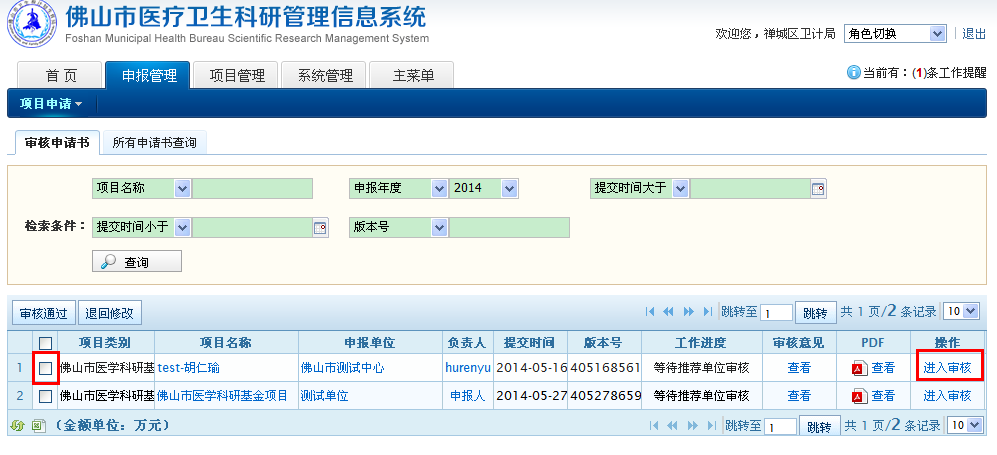 佛山市医疗卫生科研管理信息系统
Foshan Municipal Health Bureau Scientific Research Management System
欢迎您，禅城区卫计局 角色切换 退出
首 页 申报管理 项目管理 系统管理 主菜单
当前有：(1)条工作提醒
项目申请
审核申请书 所有申请书查询
项目名称 申报年度 2014 提交时间大于
检索条件： 提交时间小于 版本号
查询
审核通过 退回修改 跳转至 1 跳转 共 1 页/2 条记录 10
项目类别 项目名称 申报单位 负责人 提交时间 版本号 工作进度 审核意见 PDF 操作
1 佛山市医学科研基 test-胡仁瑜 佛山市测试中心 hurenyu 2014-05-16 405168561 等待推荐单位审核 查看 查看 进入审核
2 佛山市医学科研基 佛山市医学科研基金项目 测试单位 申报人 2014-05-27 405278659 等待推荐单位审核 查看 查看 进入审核
（金额单位：万元） 跳转至 1 跳转 共 1 页/2 条记录 10